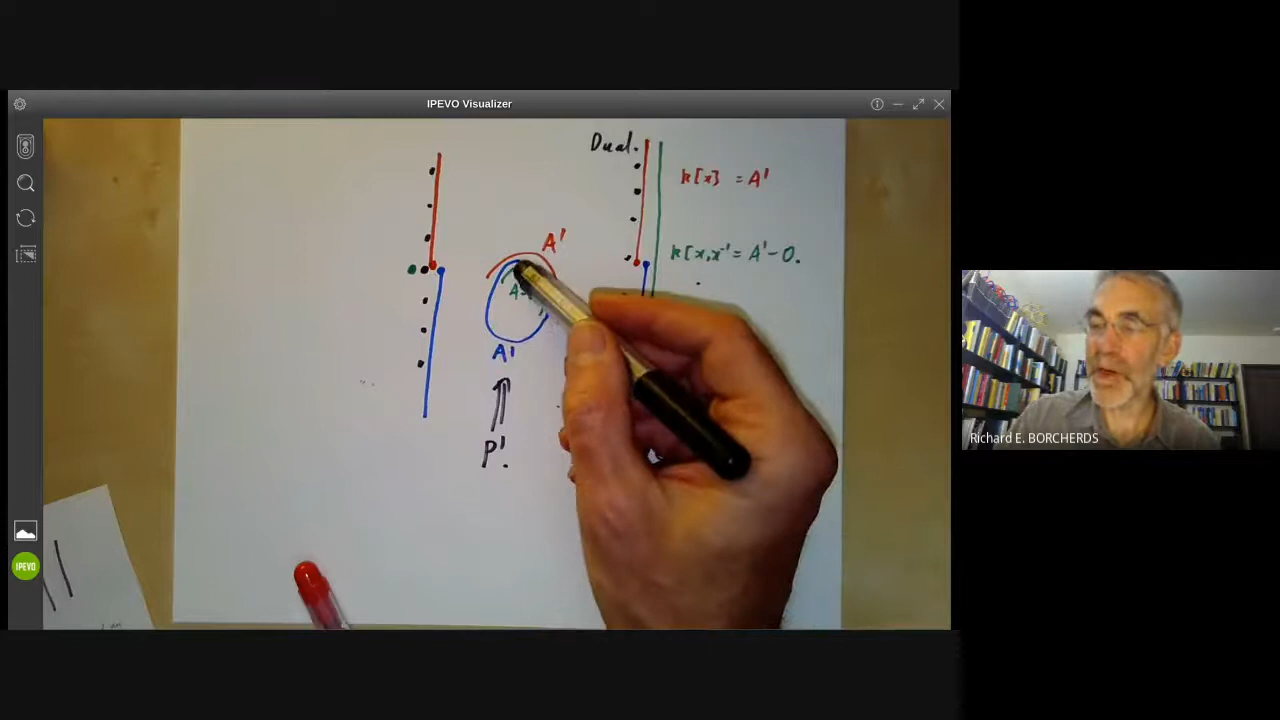 IPEVO Visualizer
Dual.
k[x] = A¹
A¹
k[x,x⁻¹ = A¹-0.
A¹
P¹.
Richard E. BORCHERDS
IPEVO